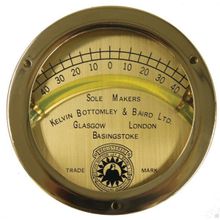 40 30 20 10 0 10 20 30 40
SOLE MAKERS
KELVIN BOTTOMLEY & BAIRD LTD.
GLASGOW LONDON
BASINGSTOKE
TRADE MARK